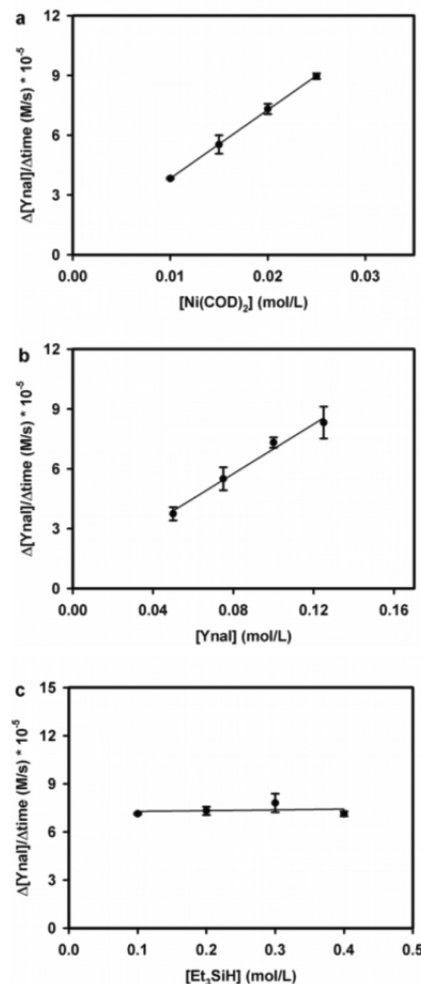 a
Δ[Ynal]/Δtime (M/s) * 10⁻⁵
12
9
6
3
0
0.00 0.01 0.02 0.03
[Ni(COD)₂] (mol/L)
b
Δ[Ynal]/Δtime (M/s) * 10⁻⁵
12
9
6
3
0
0.00 0.04 0.08 0.12 0.16
[Ynal] (mol/L)
c
Δ[Ynal]/Δtime (M/s) * 10⁻⁵
15
12
9
6
3
0
0.0 0.1 0.2 0.3 0.4 0.5
[Et₃SiH] (mol/L)